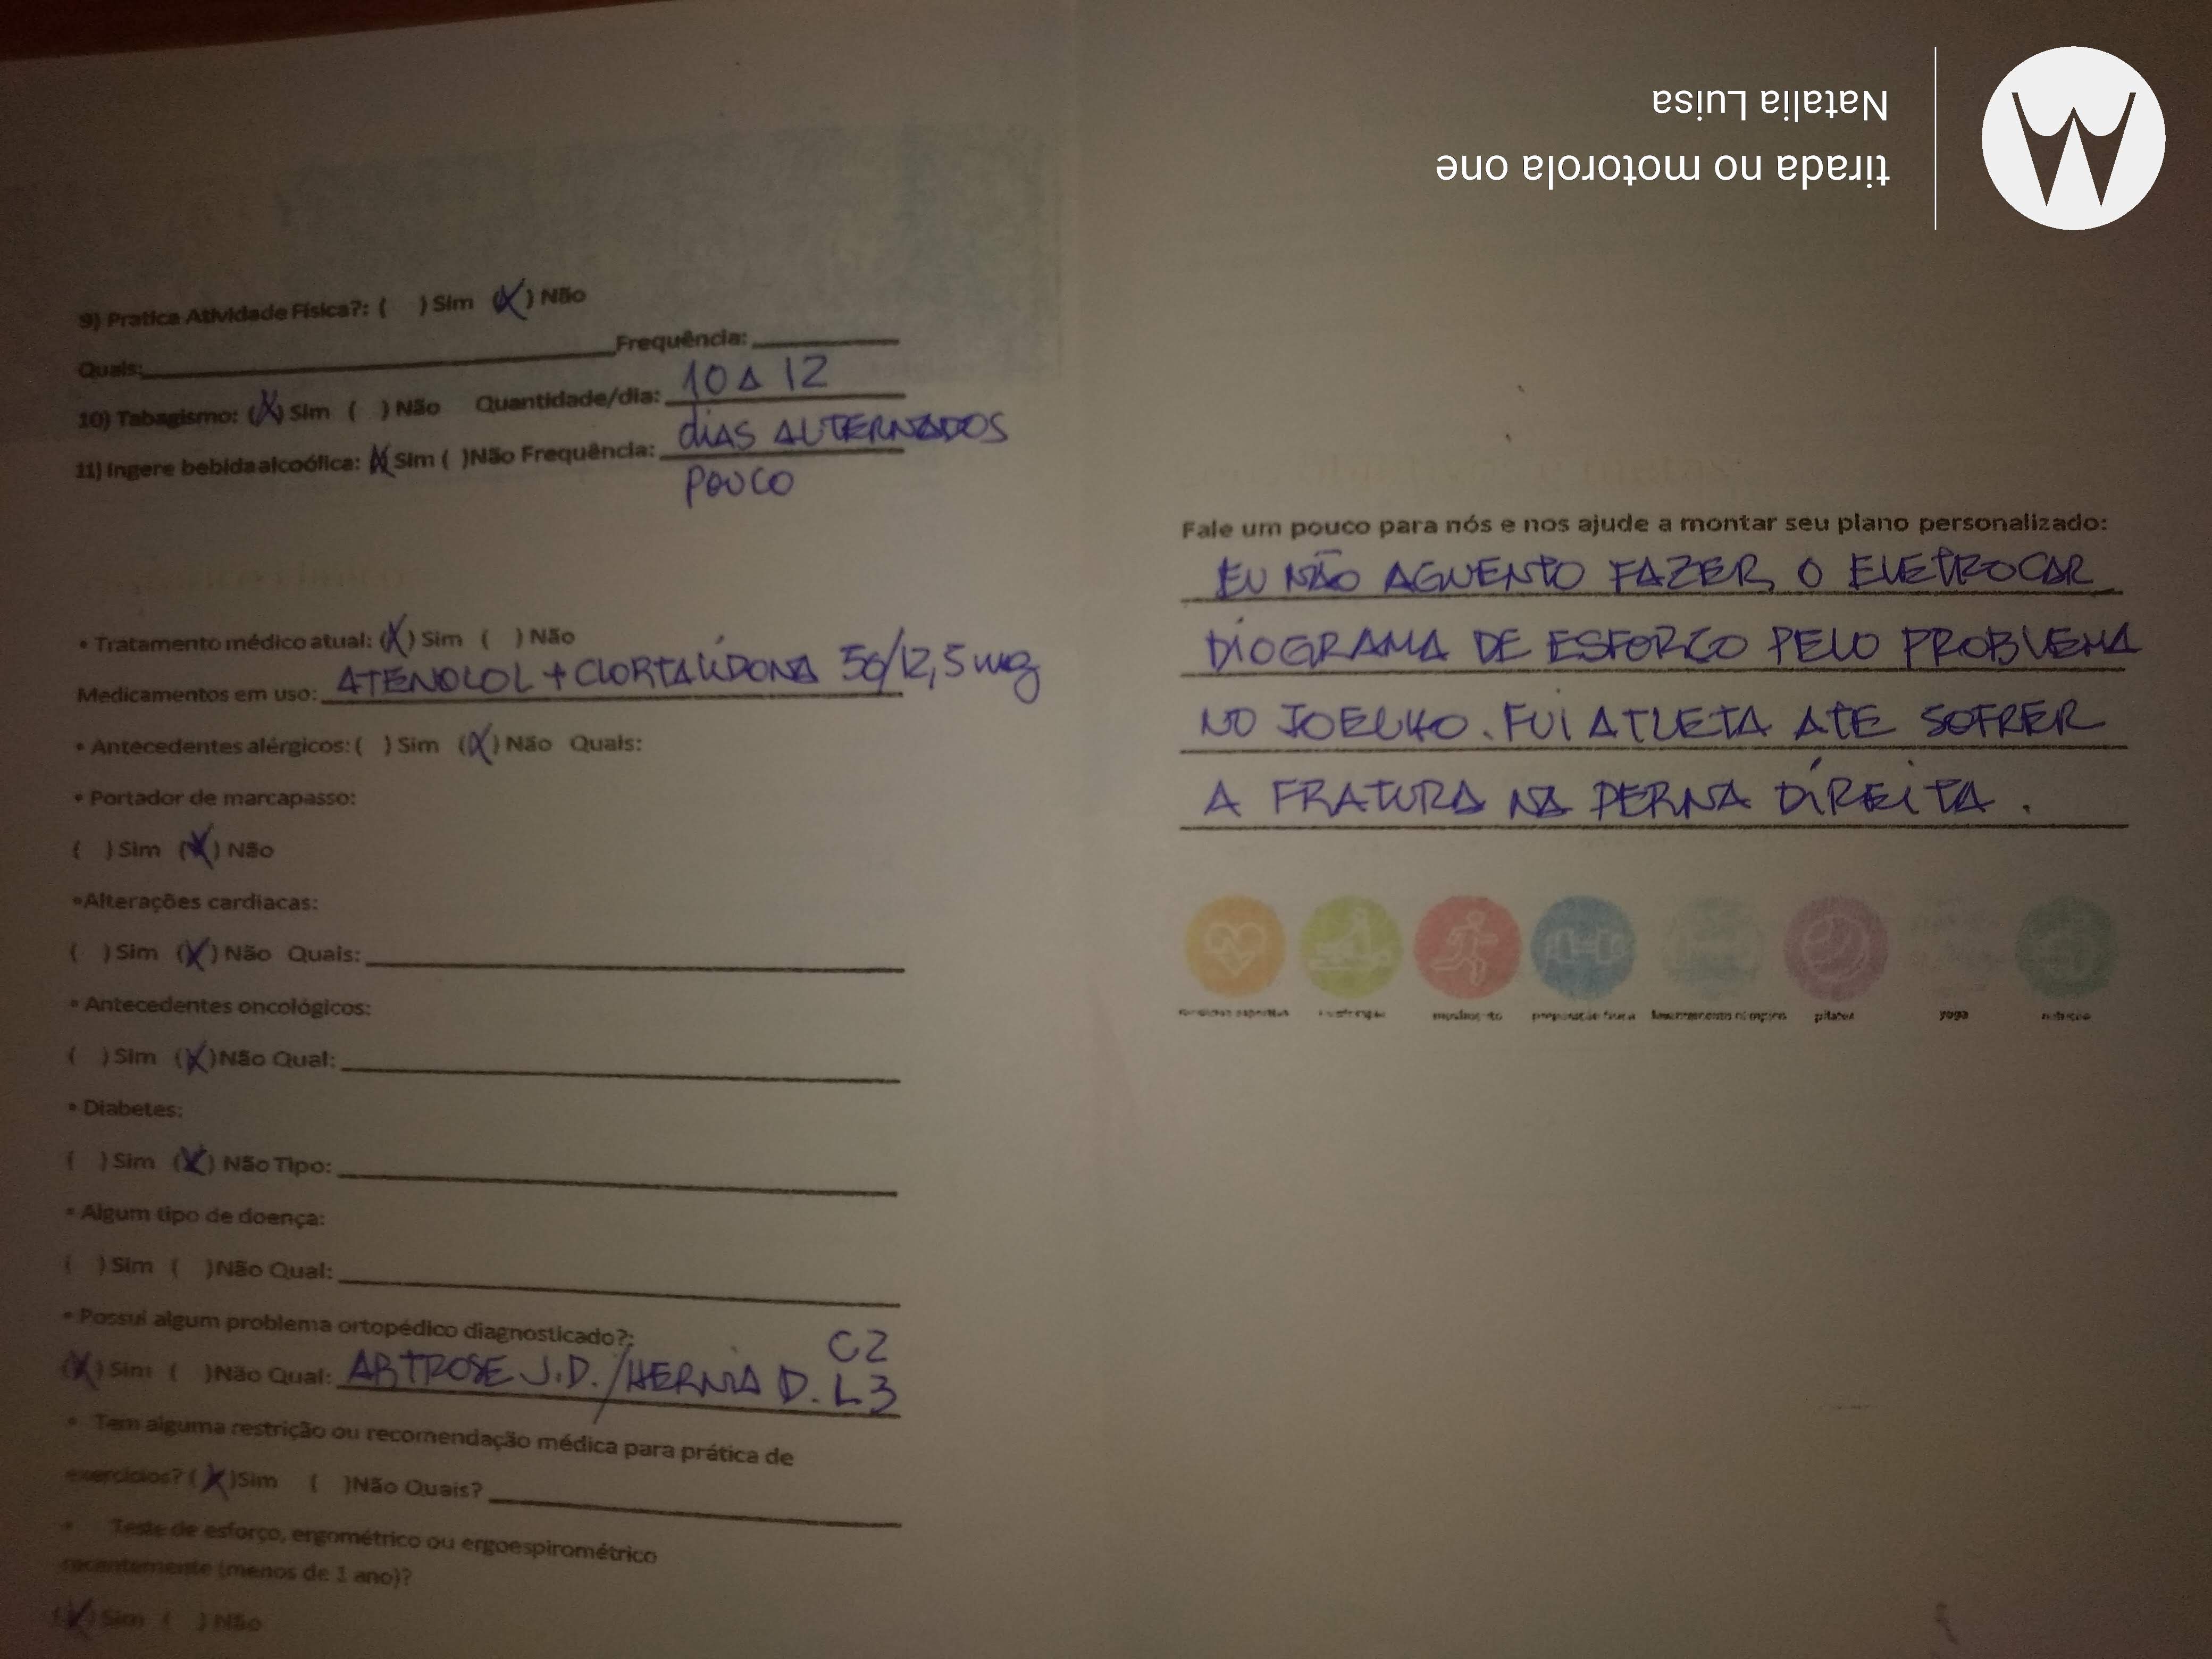 9) Pratica Atividade Física?: ( ) Sim (X) Não
Quais: Frequência:
10) Tabagismo: (X) Sim ( ) Não Quantidade/dia: 10 A 12
11) Ingere bebida alcoólica: (X) Sim ( ) Não Frequência: DIAS ALTERNADOS
POUCO
• Tratamento médico atual: (X) Sim ( ) Não
Medicamentos em uso: ATENOLOL + CLORTALIDONA 50/12,5 mg
• Antecedentes alérgicos: ( ) Sim (X) Não Quais:
• Portador de marcapasso:
( ) Sim (X) Não
• Alterações cardíacas:
( ) Sim (X) Não Quais:
• Antecedentes oncológicos:
( ) Sim (X) Não Qual:
• Diabetes:
( ) Sim (X) Não Tipo:
• Algum tipo de doença:
( ) Sim ( ) Não Qual:
• Possui algum problema ortopédico diagnosticado?:
C2
(X) Sim ( ) Não Qual: ARTROSE J.D. / HERNIA D. L3
• Tem alguma restrição ou recomendação médica para prática de
exercícios? (X) Sim ( ) Não Quais?
• Teste de esforço, ergométrico ou ergoespirométrico
recentemente (menos de 1 ano)?
(X) Sim ( ) Não
Fale um pouco para nós e nos ajude a montar seu plano personalizado:
EU NÃO AGUENTO FAZER O ELETROCAR
DIOGRAMA DE ESFORÇO PELO PROBLEMA
NO JOELHO. FUI ATLETA ATÉ SOFRER
A FRATURA NA PERNA DIREITA.
preparação física
pilates
yoga
tirada no motorola one
Natalia Luisa